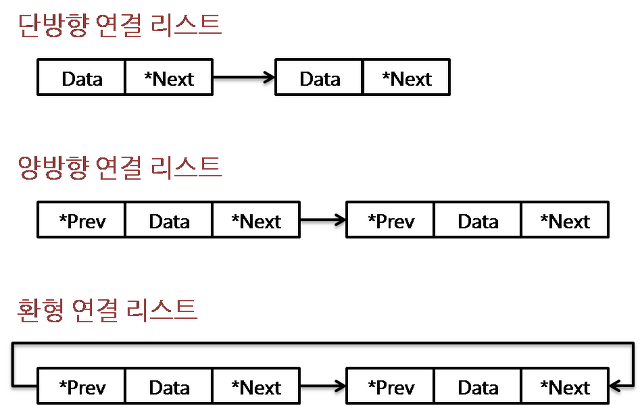 단방향 연결 리스트
Data *Next Data *Next
양방향 연결 리스트
*Prev Data *Next *Prev Data *Next
환형 연결 리스트
*Prev Data *Next *Prev Data *Next